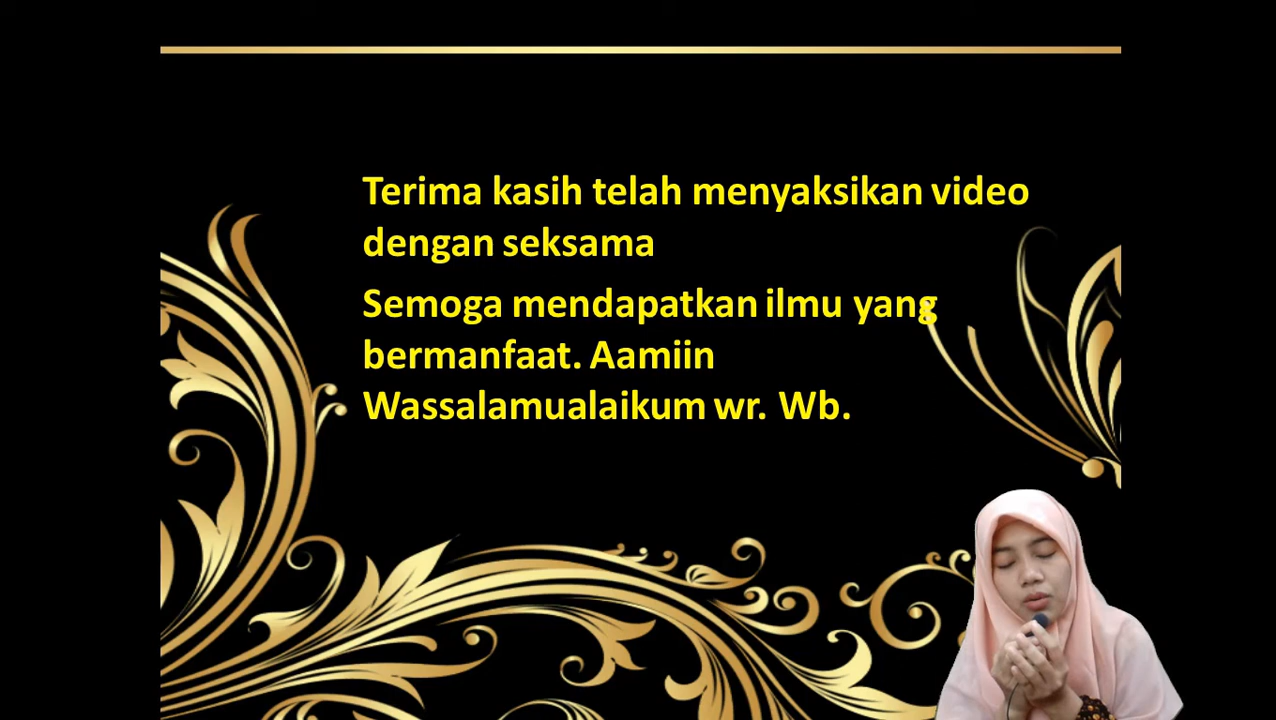 Terima kasih telah menyaksikan video
dengan seksama
Semoga mendapatkan ilmu yang
bermanfaat. Aamiin
Wassalamualaikum wr. Wb.